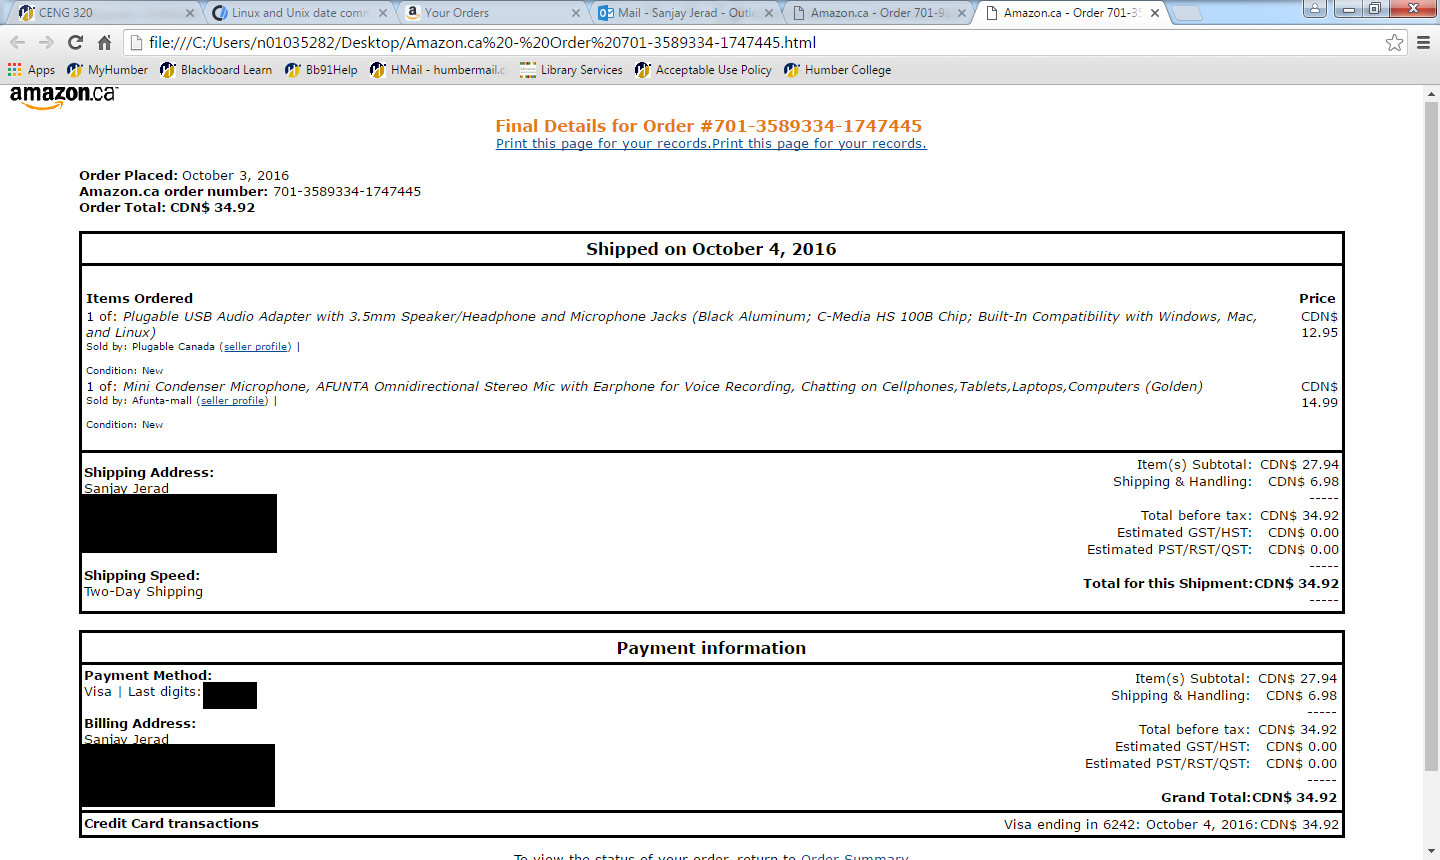 CENG 320
Linux and Unix date comm
Your Orders
Mail - Sanjay Jerad - Outlo
Amazon.ca - Order 701-9
Amazon.ca - Order 701-35
file:///C:/Users/n01035282/Desktop/Amazon.ca%20-%20Order%20701-3589334-1747445.html
Apps MyHumber Blackboard Learn Bb91Help HMail - humbermail.c Library Services Acceptable Use Policy Humber College
amazon.ca
Final Details for Order #701-3589334-1747445
Print this page for your records.Print this page for your records.
Order Placed: October 3, 2016
Amazon.ca order number: 701-3589334-1747445
Order Total: CDN$ 34.92
Shipped on October 4, 2016
Items Ordered Price
1 of: Plugable USB Audio Adapter with 3.5mm Speaker/Headphone and Microphone Jacks (Black Aluminum; C-Media HS 100B Chip; Built-In Compatibility with Windows, Mac, CDN$
and Linux) 12.95
Sold by: Plugable Canada (seller profile) |
Condition: New
1 of: Mini Condenser Microphone, AFUNTA Omnidirectional Stereo Mic with Earphone for Voice Recording, Chatting on Cellphones,Tablets,Laptops,Computers (Golden) CDN$
Sold by: Afunta-mall (seller profile) | 14.99
Condition: New
Shipping Address:
Sanjay Jerad
Shipping Speed:
Two-Day Shipping
Item(s) Subtotal: CDN$ 27.94
Shipping & Handling: CDN$ 6.98
-----
Total before tax: CDN$ 34.92
Estimated GST/HST: CDN$ 0.00
Estimated PST/RST/QST: CDN$ 0.00
-----
Total for this Shipment:CDN$ 34.92
-----
Payment information
Payment Method:
Visa | Last digits:
Billing Address:
Sanjay Jerad
Item(s) Subtotal: CDN$ 27.94
Shipping & Handling: CDN$ 6.98
-----
Total before tax: CDN$ 34.92
Estimated GST/HST: CDN$ 0.00
Estimated PST/RST/QST: CDN$ 0.00
-----
Grand Total:CDN$ 34.92
Credit Card transactions Visa ending in 6242: October 4, 2016:CDN$ 34.92
To view the status of your order, return to Order Summary